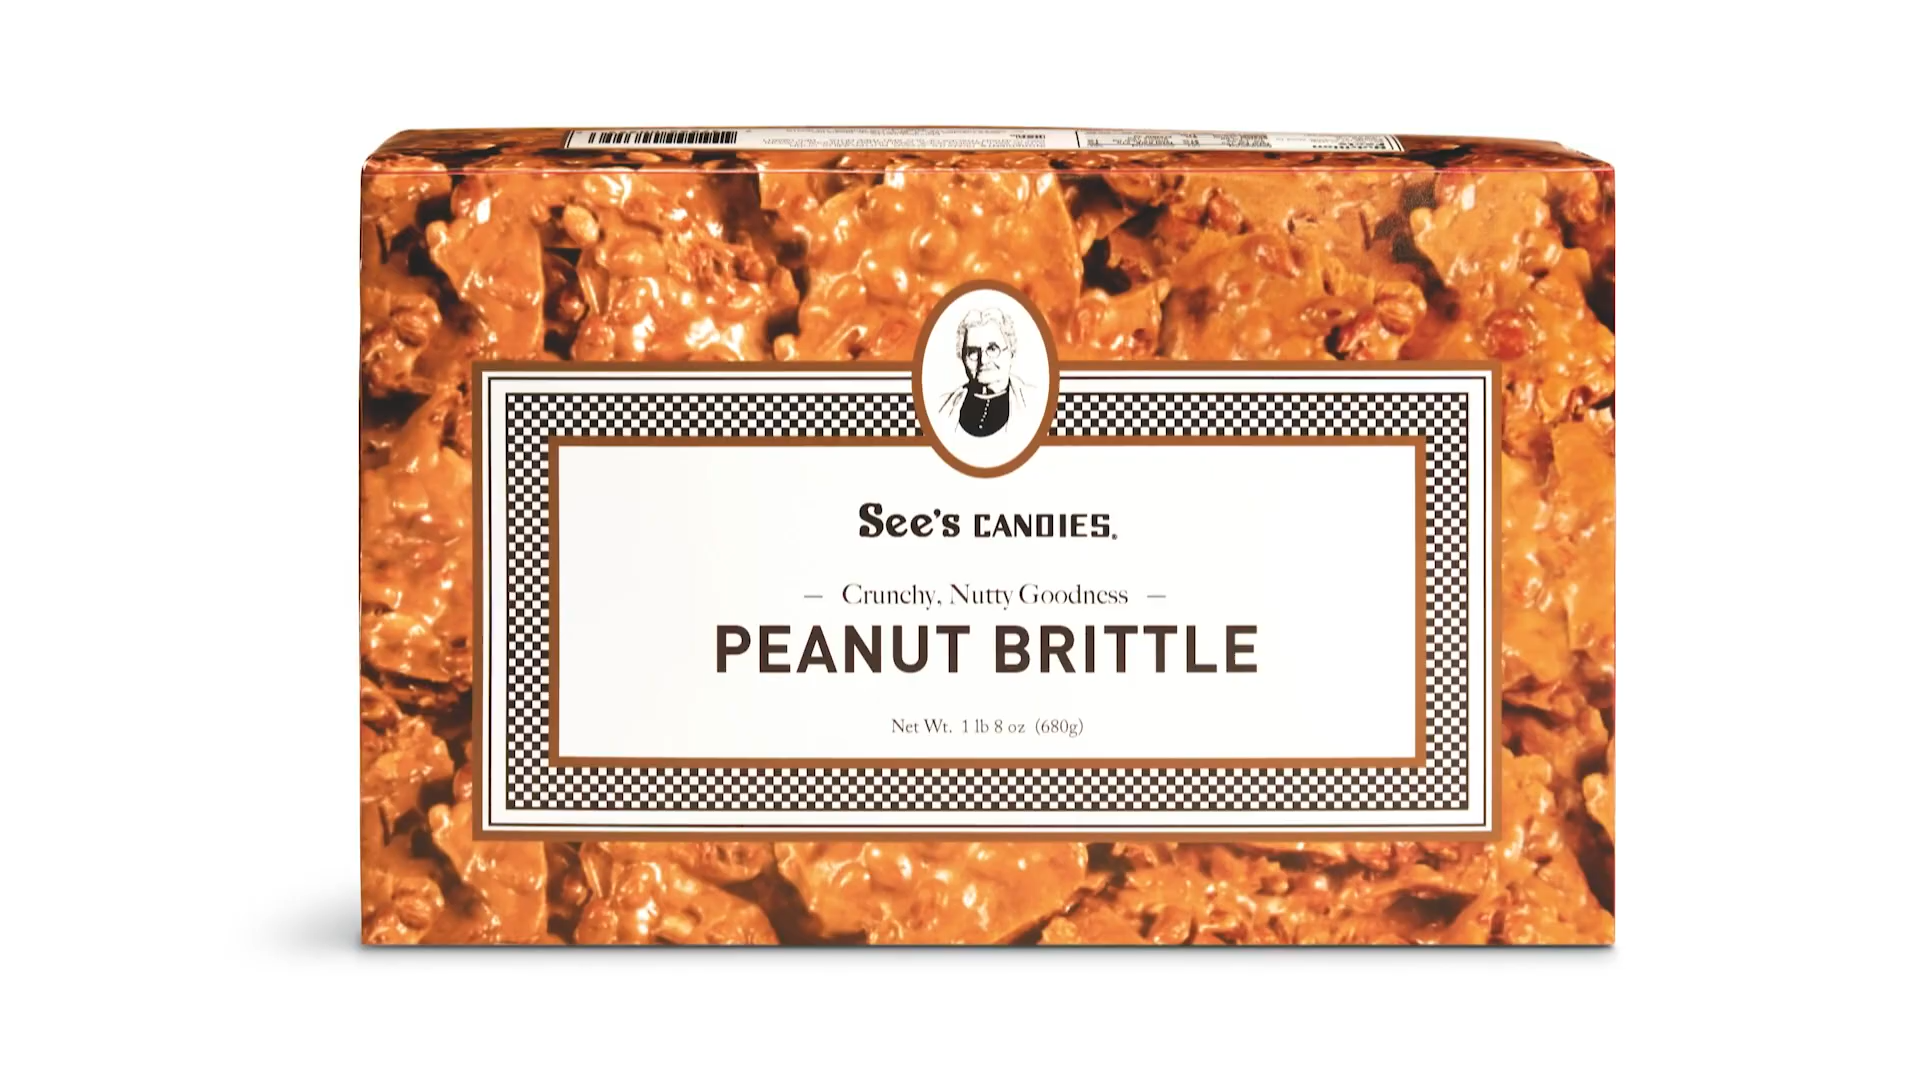 See's CANDIES®
— Crunchy, Nutty Goodness —
PEANUT BRITTLE
Net Wt. 1 lb 8 oz (680g)